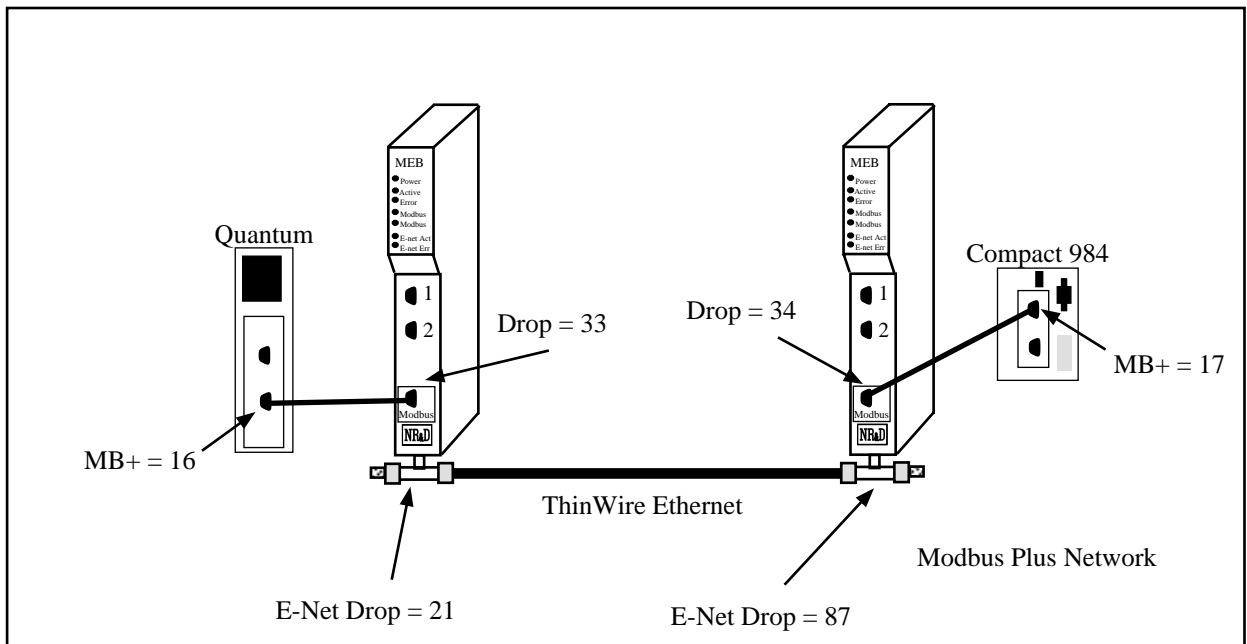 MEB
Power
Active
Error
Modbus
Modbus
E-net Act
E-net Err
1
2
Modbus
NR&D
MEB
Power
Active
Error
Modbus
Modbus
E-net Act
E-net Err
1
2
Modbus
NR&D
Quantum
Compact 984
Drop = 33
Drop = 34
MB+ = 17
MB+ = 16
ThinWire Ethernet
Modbus Plus Network
E-Net Drop = 21
E-Net Drop = 87